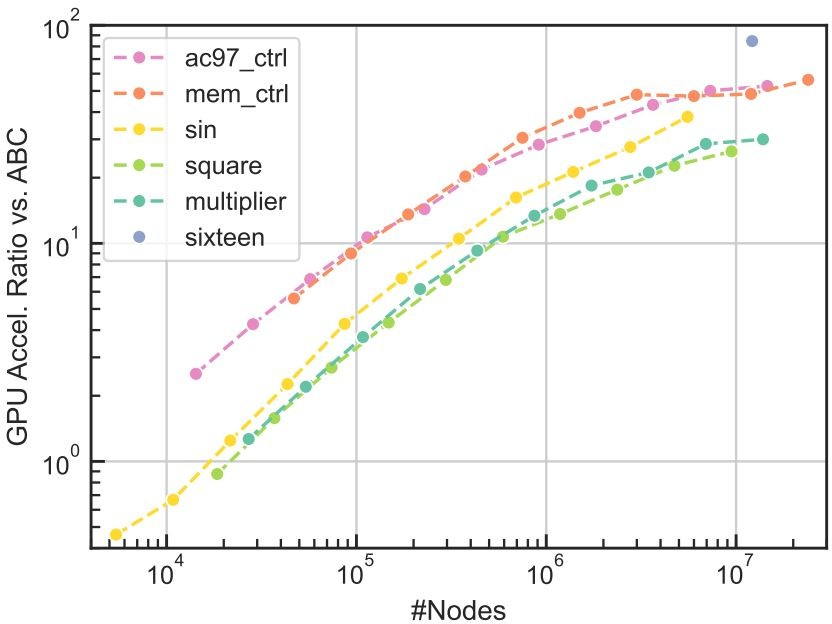 10²
ac97_ctrl
mem_ctrl
sin
square
multiplier
sixteen
10¹
10⁰
GPU Accel. Ratio vs. ABC
10⁴ 10⁵ 10⁶ 10⁷
#Nodes